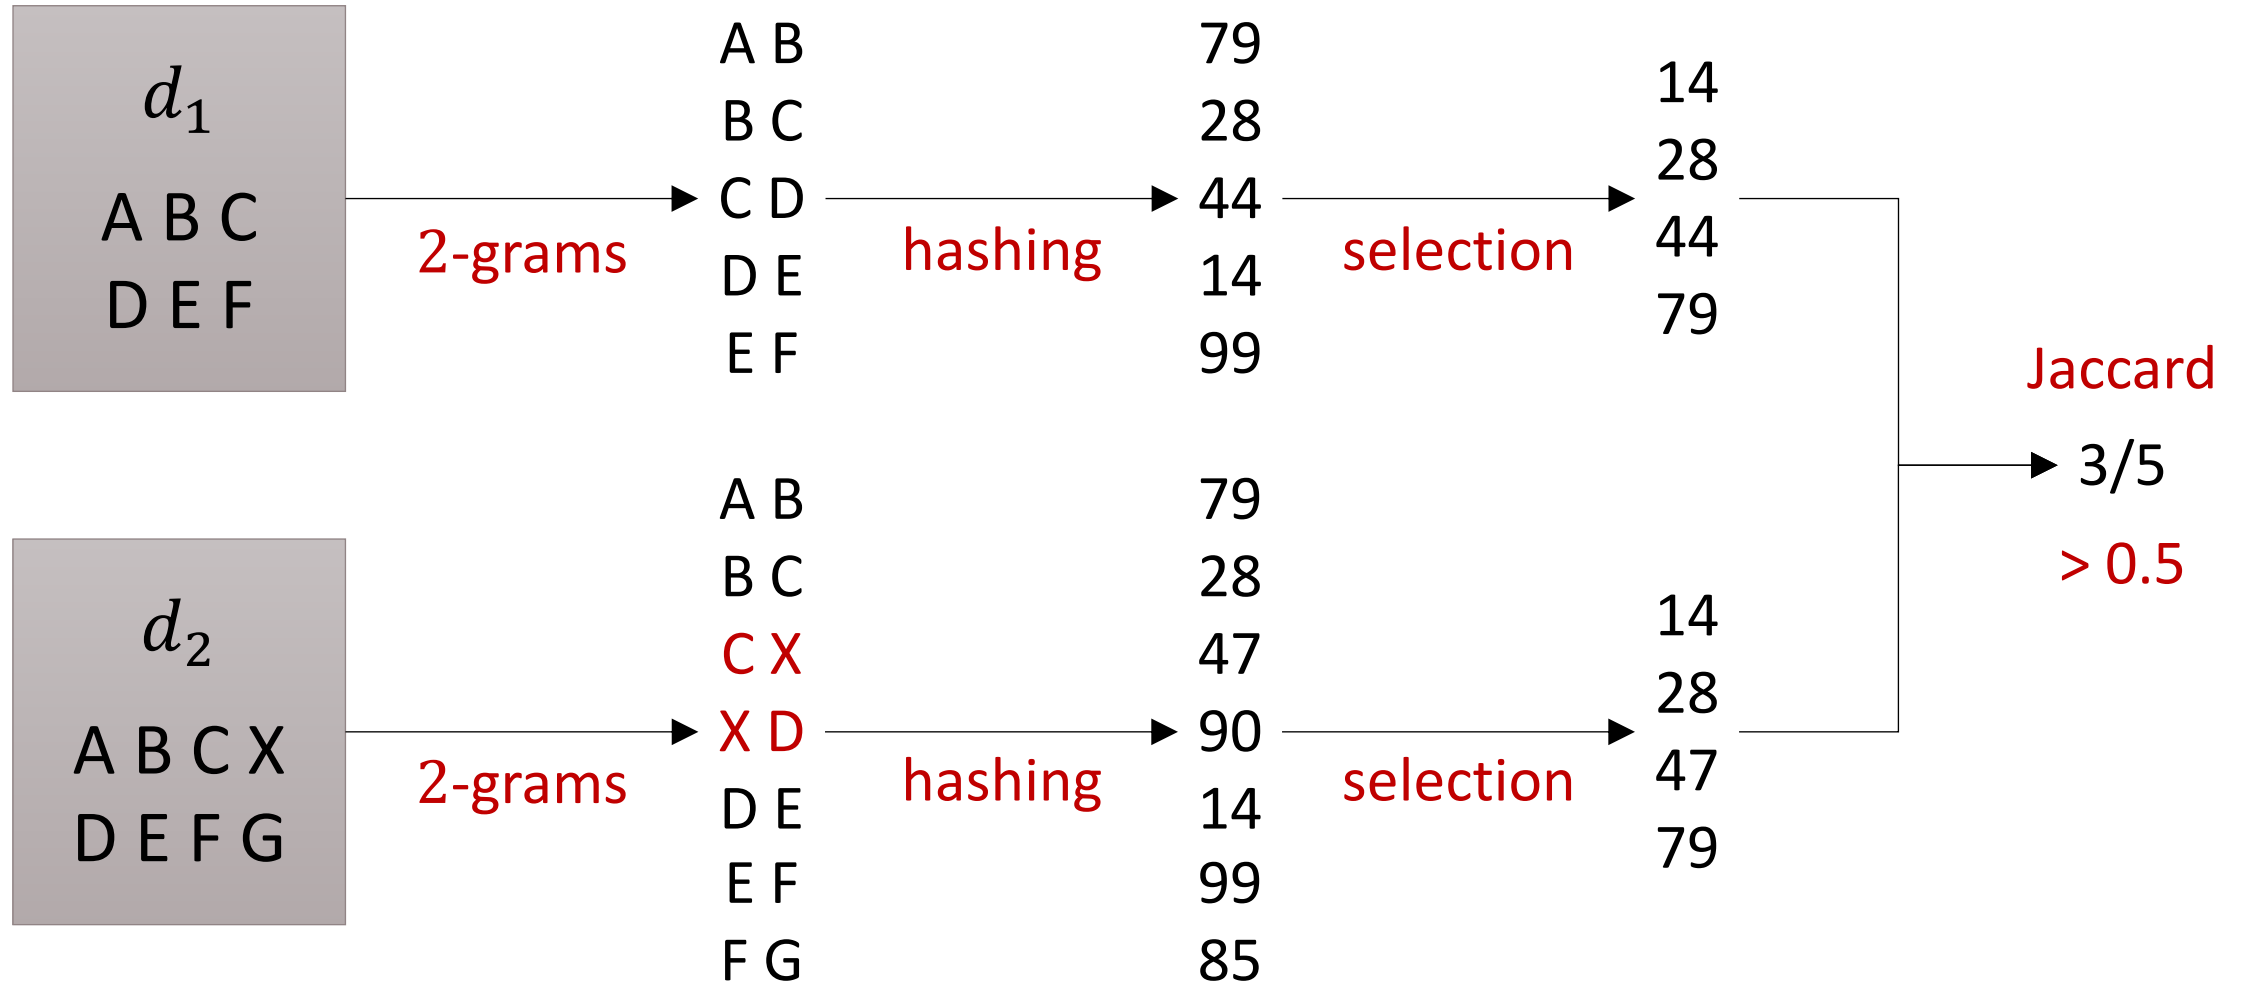 d1
A B C
D E F
2-grams
A B
B C
C D
D E
E F
hashing
79
28
44
14
99
selection
14
28
44
79
d2
A B C X
D E F G
2-grams
A B
B C
C X
X D
D E
E F
F G
hashing
79
28
47
90
14
99
85
selection
14
28
47
79
Jaccard
3/5
> 0.5